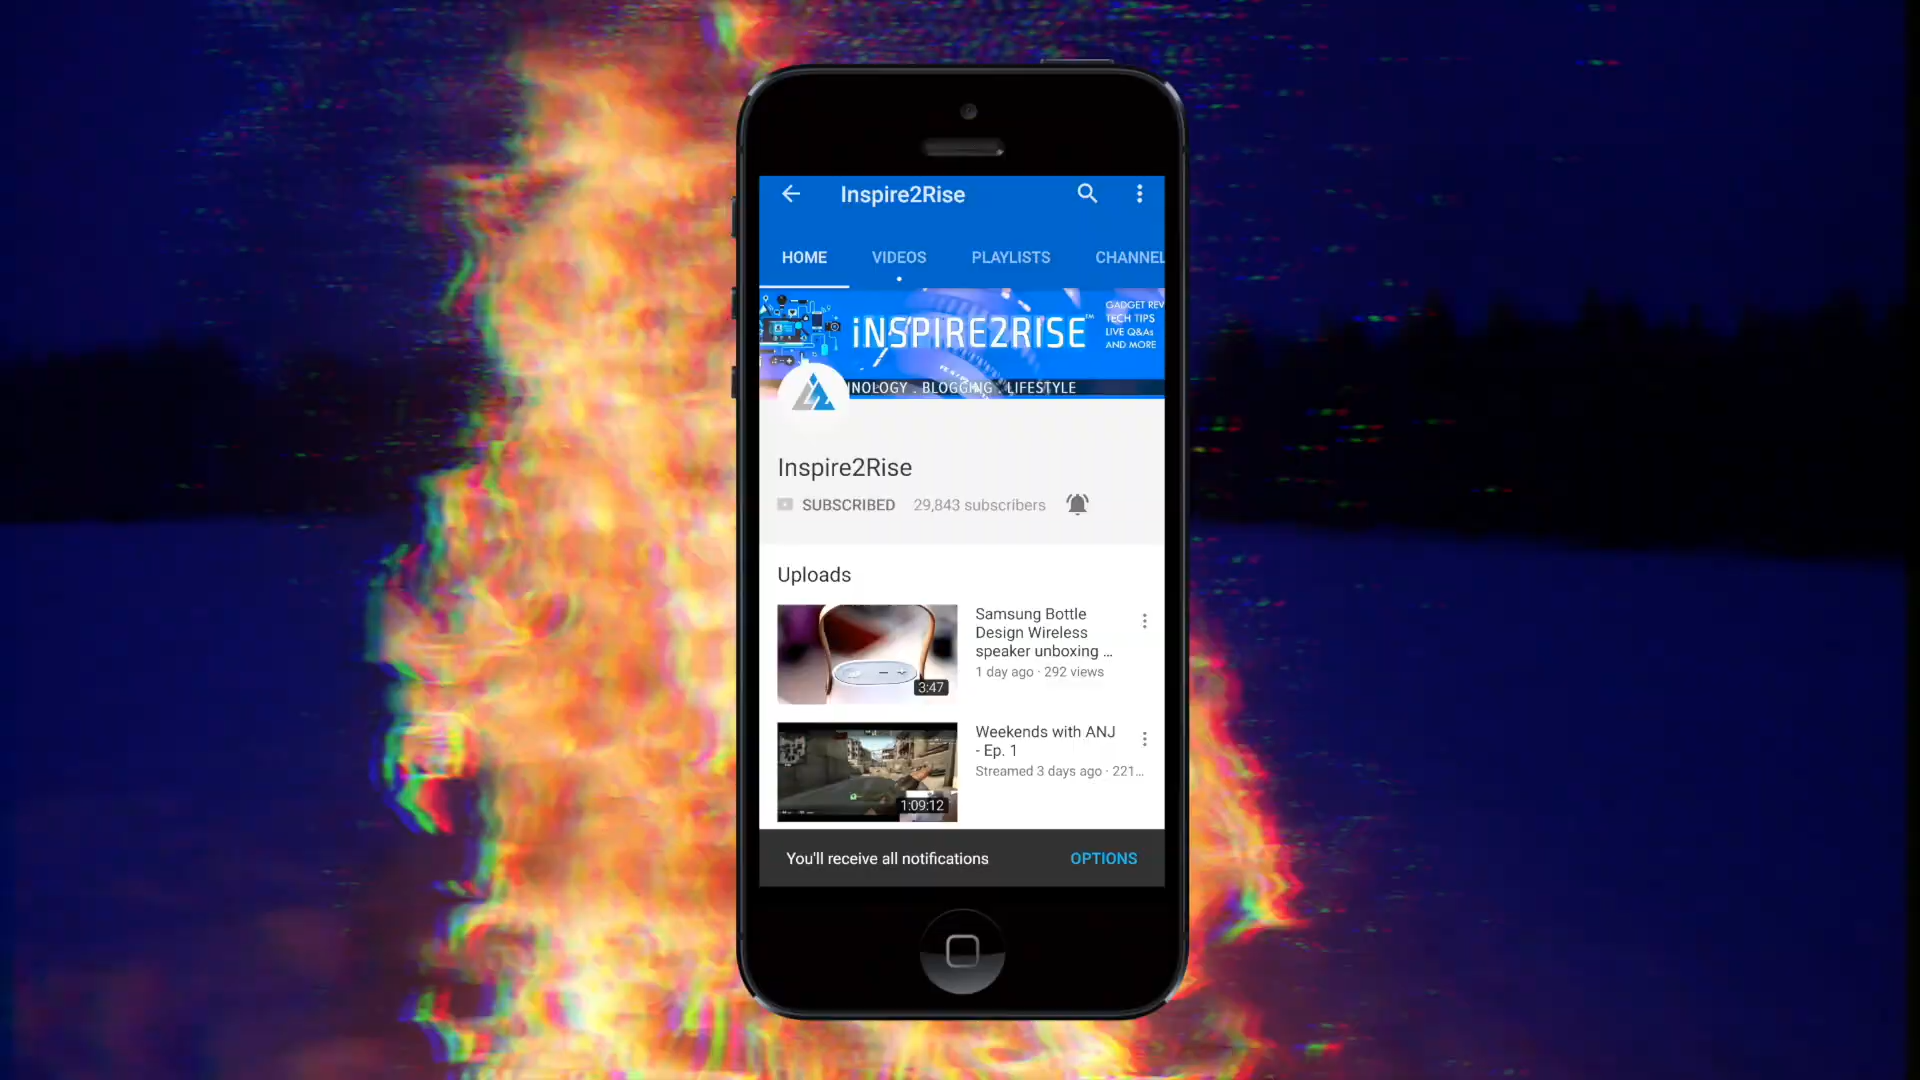 Inspire2Rise
HOME VIDEOS PLAYLISTS CHANNEL
iNSPIRE2RISE™
GADGET REV
TECH TIPS
LIVE Q&As
AND MORE
NOLOGY . BLOGGING . LIFESTYLE
Inspire2Rise
SUBSCRIBED 29,843 subscribers
Uploads
Samsung Bottle
Design Wireless
speaker unboxing ...
1 day ago · 292 views
3:47
Weekends with ANJ
- Ep. 1
Streamed 3 days ago · 221...
1:09:12
You'll receive all notifications OPTIONS